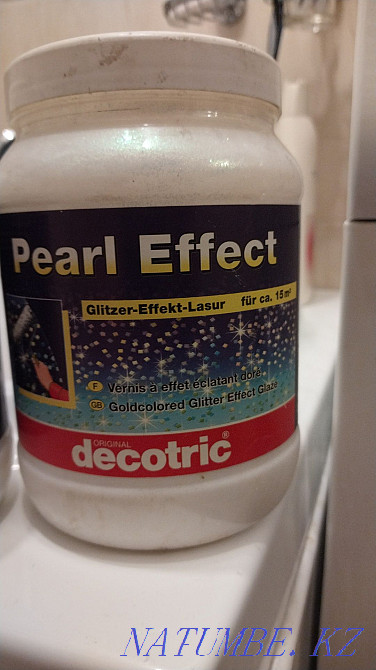 Pearl Effect
Glitzer-Effekt-Lasur für ca. 15 m²
F Vernis à effet éclatant doré
GB Goldcolored Glitter Effect Glaze
ORIGINAL
decotric®
NATUMBE.KZ